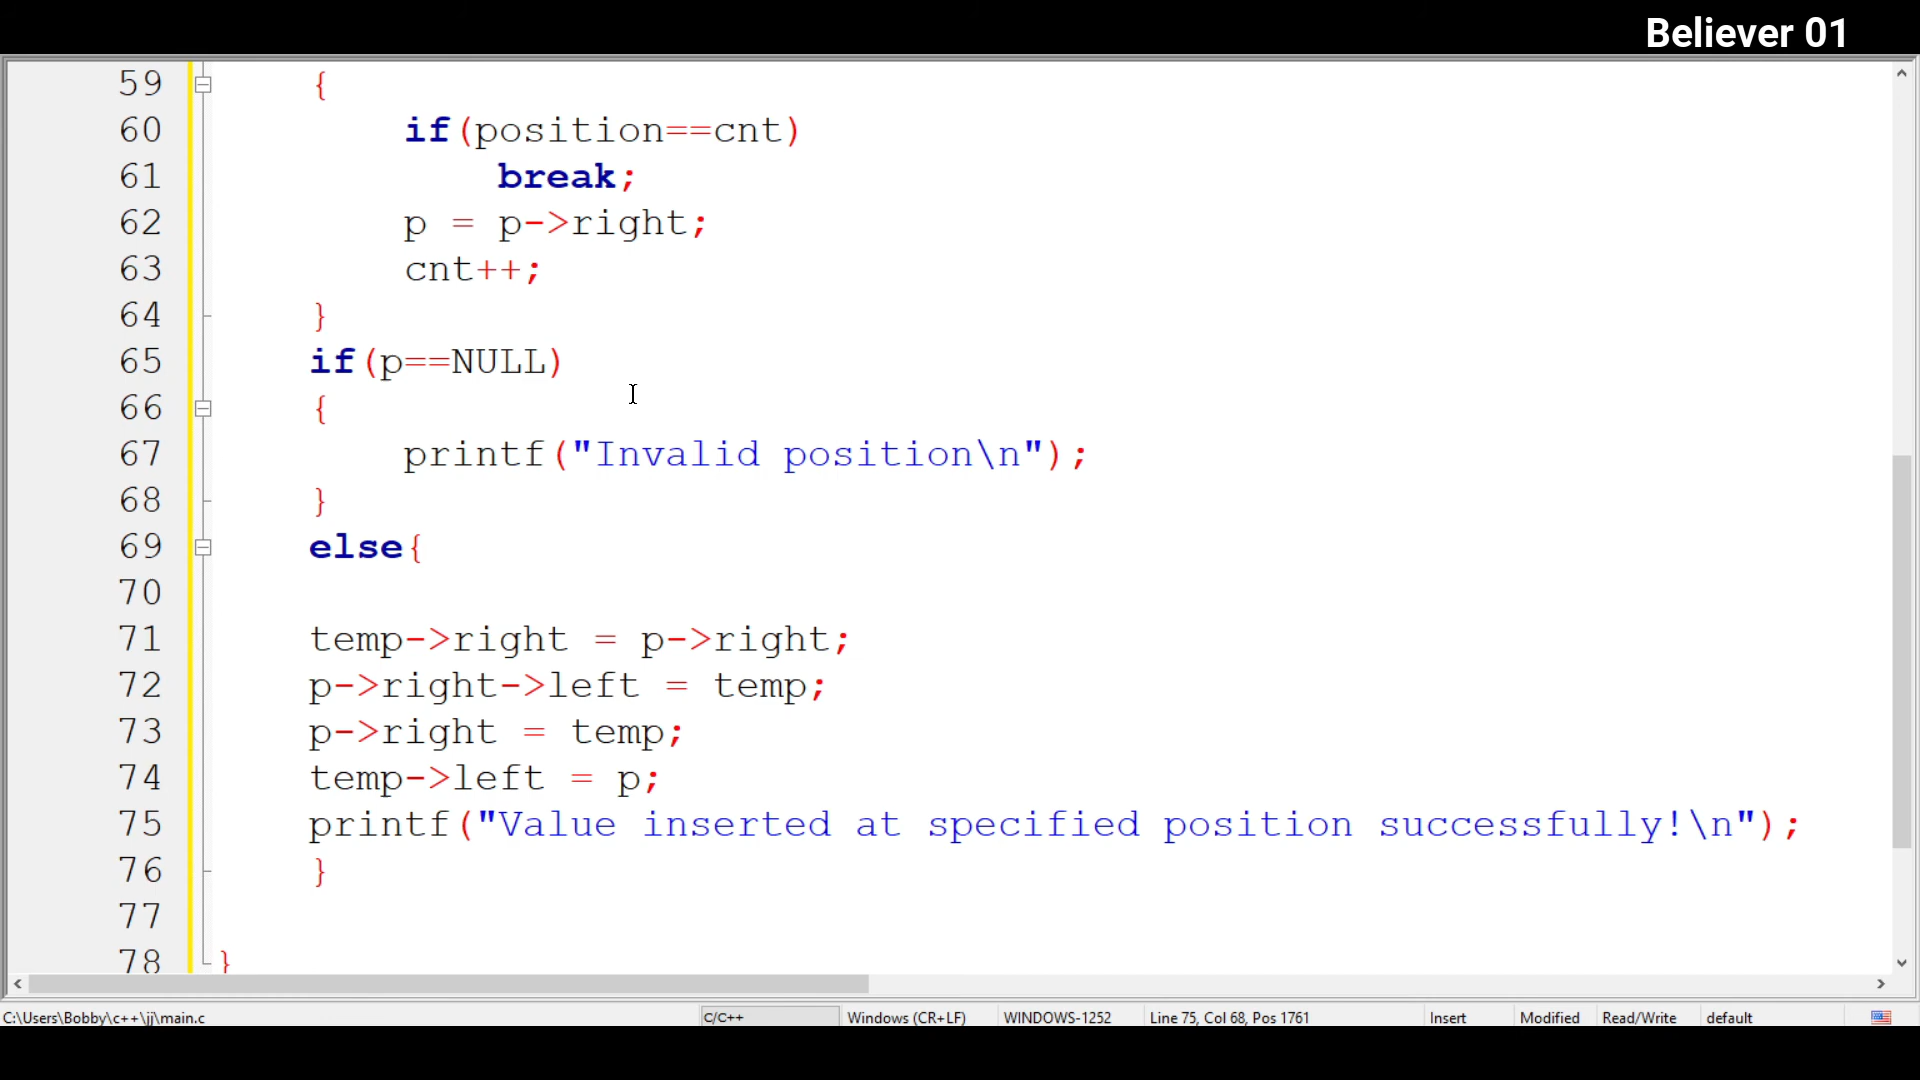 Believer 01
59 {
60 if(position==cnt)
61 break;
62 p = p->right;
63 cnt++;
64 }
65 if(p==NULL)
66 {
67 printf("Invalid position\n");
68 }
69 else{
70
71 temp->right = p->right;
72 p->right->left = temp;
73 p->right = temp;
74 temp->left = p;
75 printf("Value inserted at specified position successfully!\n");
76 }
77
78 }
C:\Users\Bobby\c++\jj\main.c C/C++ Windows (CR+LF) WINDOWS-1252 Line 75, Col 68, Pos 1761 Insert Modified Read/Write default